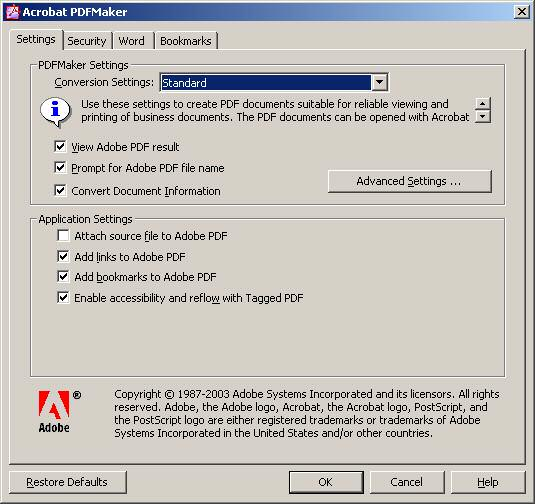 Acrobat PDFMaker
Settings Security Word Bookmarks
PDFMaker Settings
Conversion Settings: Standard
Use these settings to create PDF documents suitable for reliable viewing and
printing of business documents. The PDF documents can be opened with Acrobat
View Adobe PDF result
Prompt for Adobe PDF file name
Convert Document Information
Advanced Settings ...
Application Settings
Attach source file to Adobe PDF
Add links to Adobe PDF
Add bookmarks to Adobe PDF
Enable accessibility and reflow with Tagged PDF
Adobe
®
Copyright © 1987-2003 Adobe Systems Incorporated and its licensors. All rights
reserved. Adobe, the Adobe logo, Acrobat, the Acrobat logo, PostScript, and
the PostScript logo are either registered trademarks or trademarks of Adobe
Systems Incorporated in the United States and/or other countries.
Restore Defaults OK Cancel Help